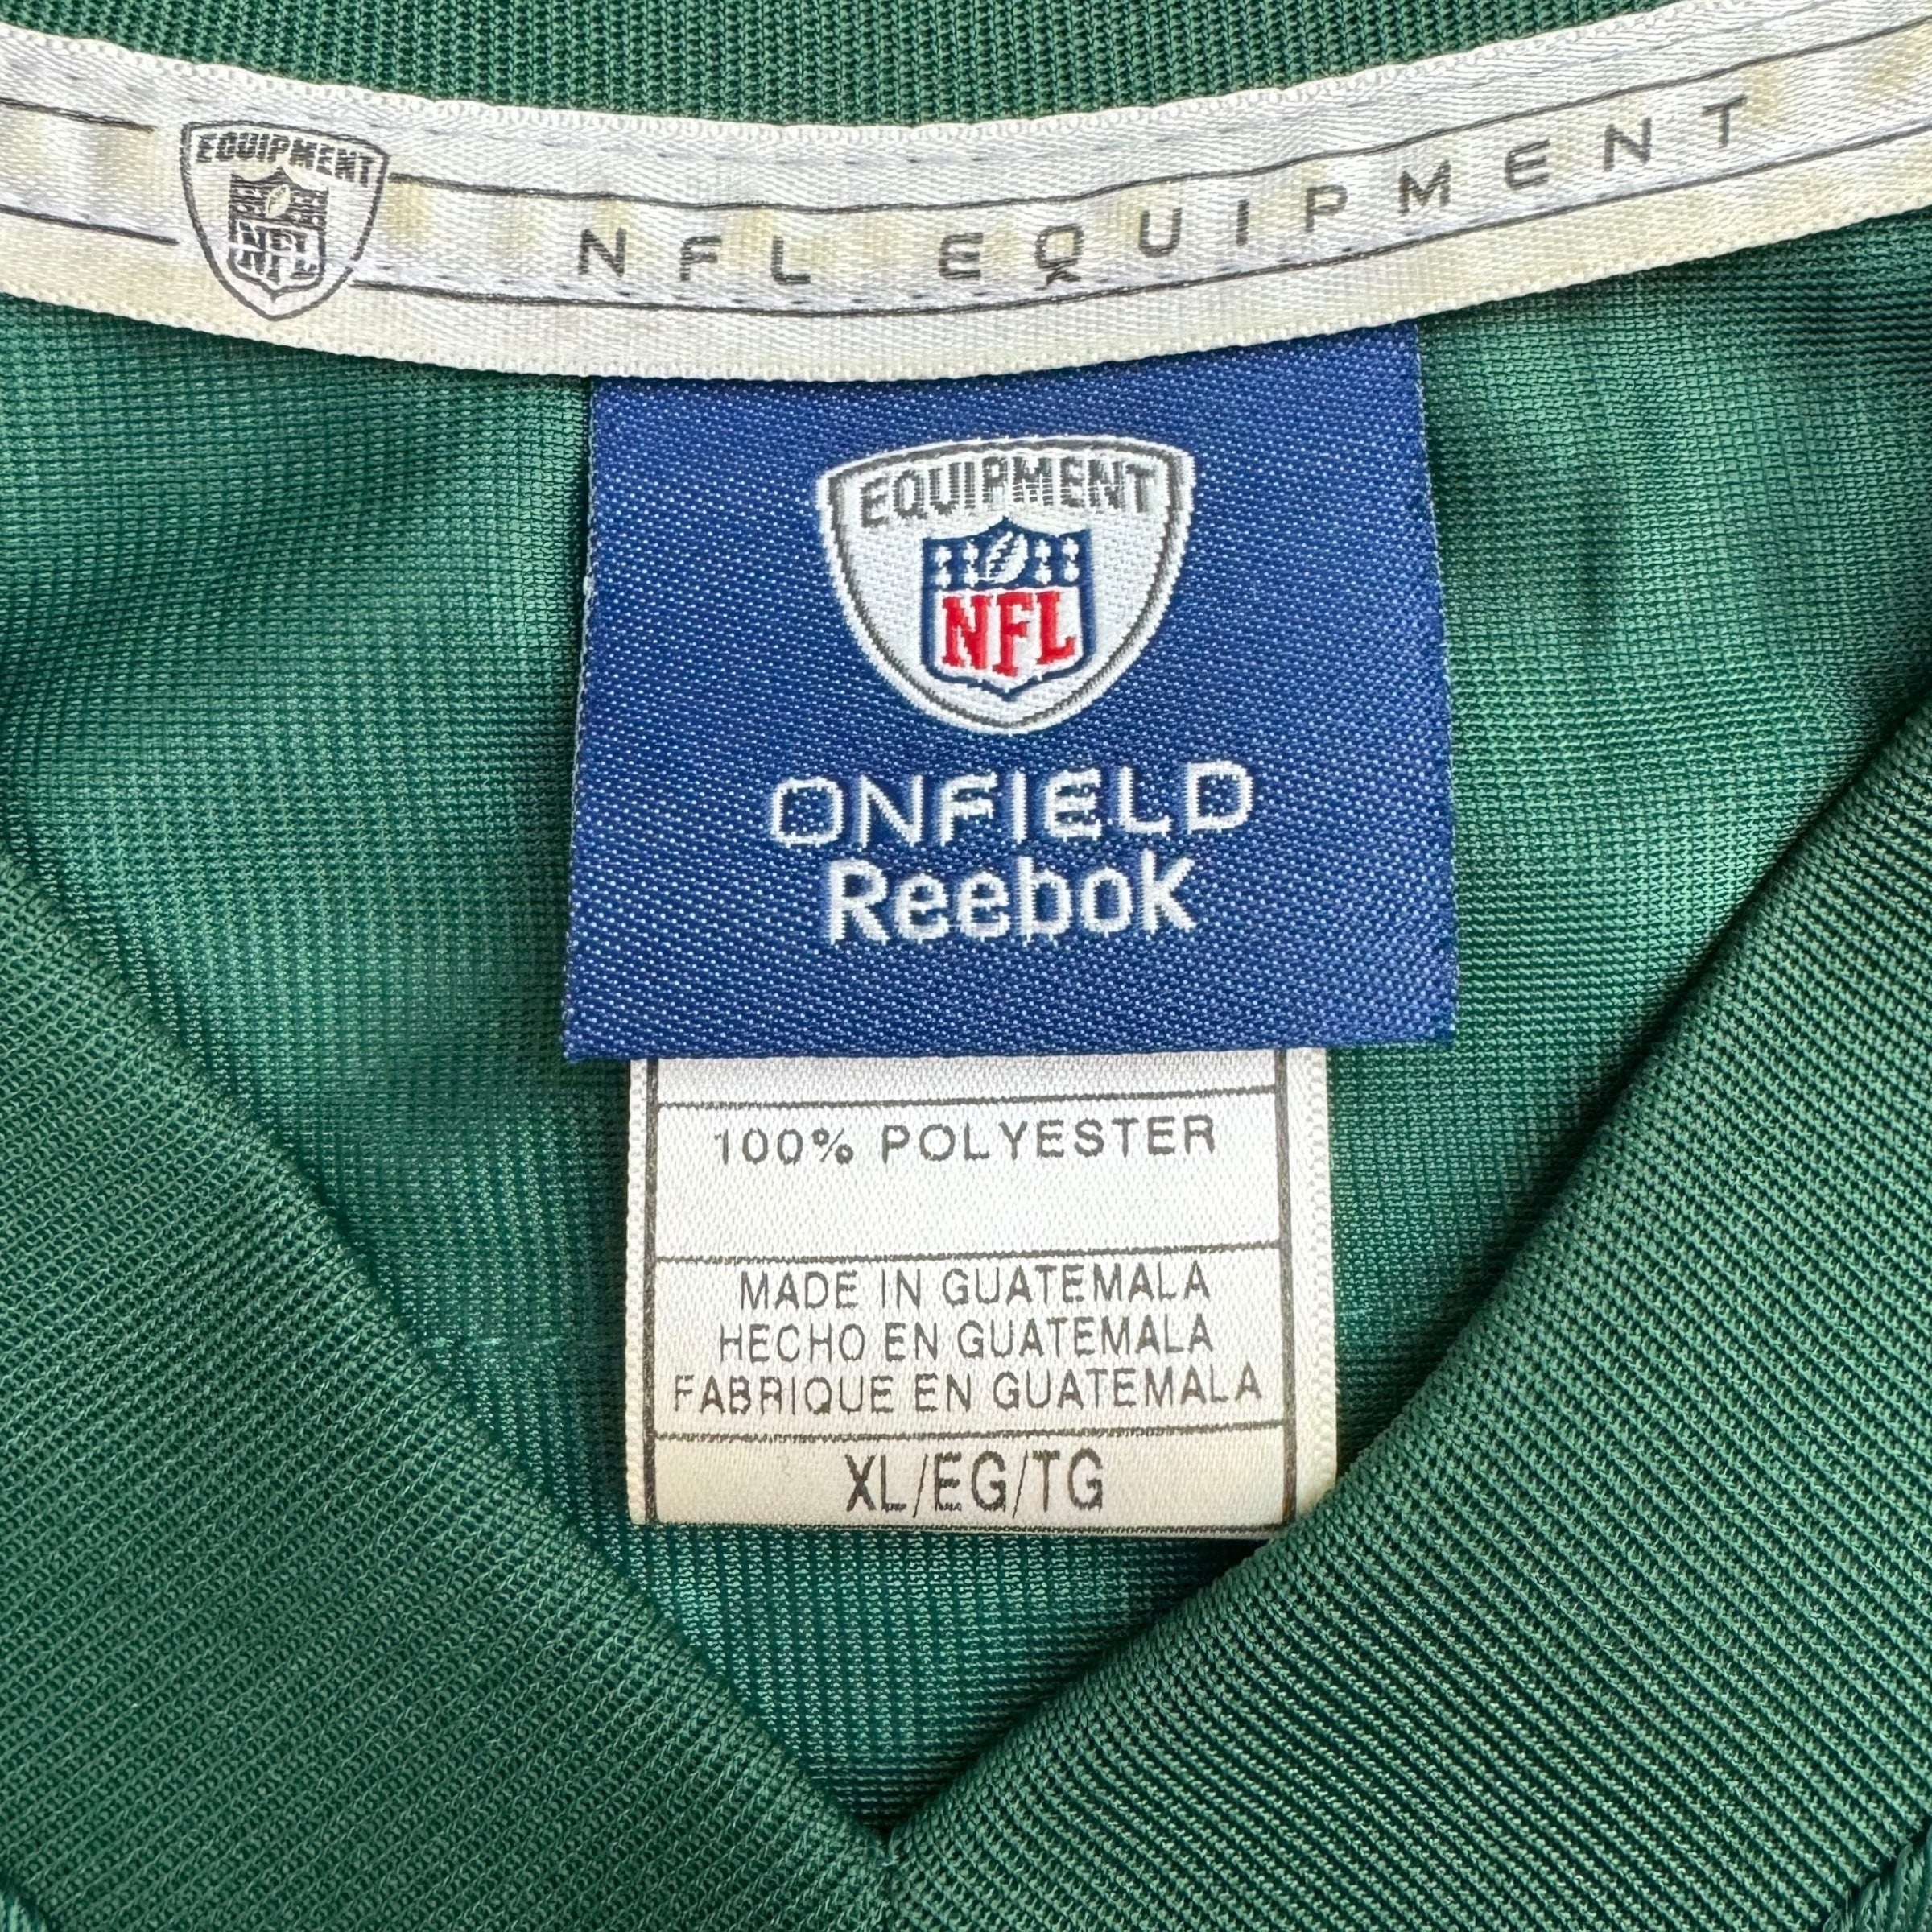 EQUIPMENT
NFL
NFL EQUIPMENT
EQUIPMENT
NFL
ONFIELD
Reebok
100% POLYESTER
MADE IN GUATEMALA
HECHO EN GUATEMALA
FABRIQUE EN GUATEMALA
XL/EG/TG